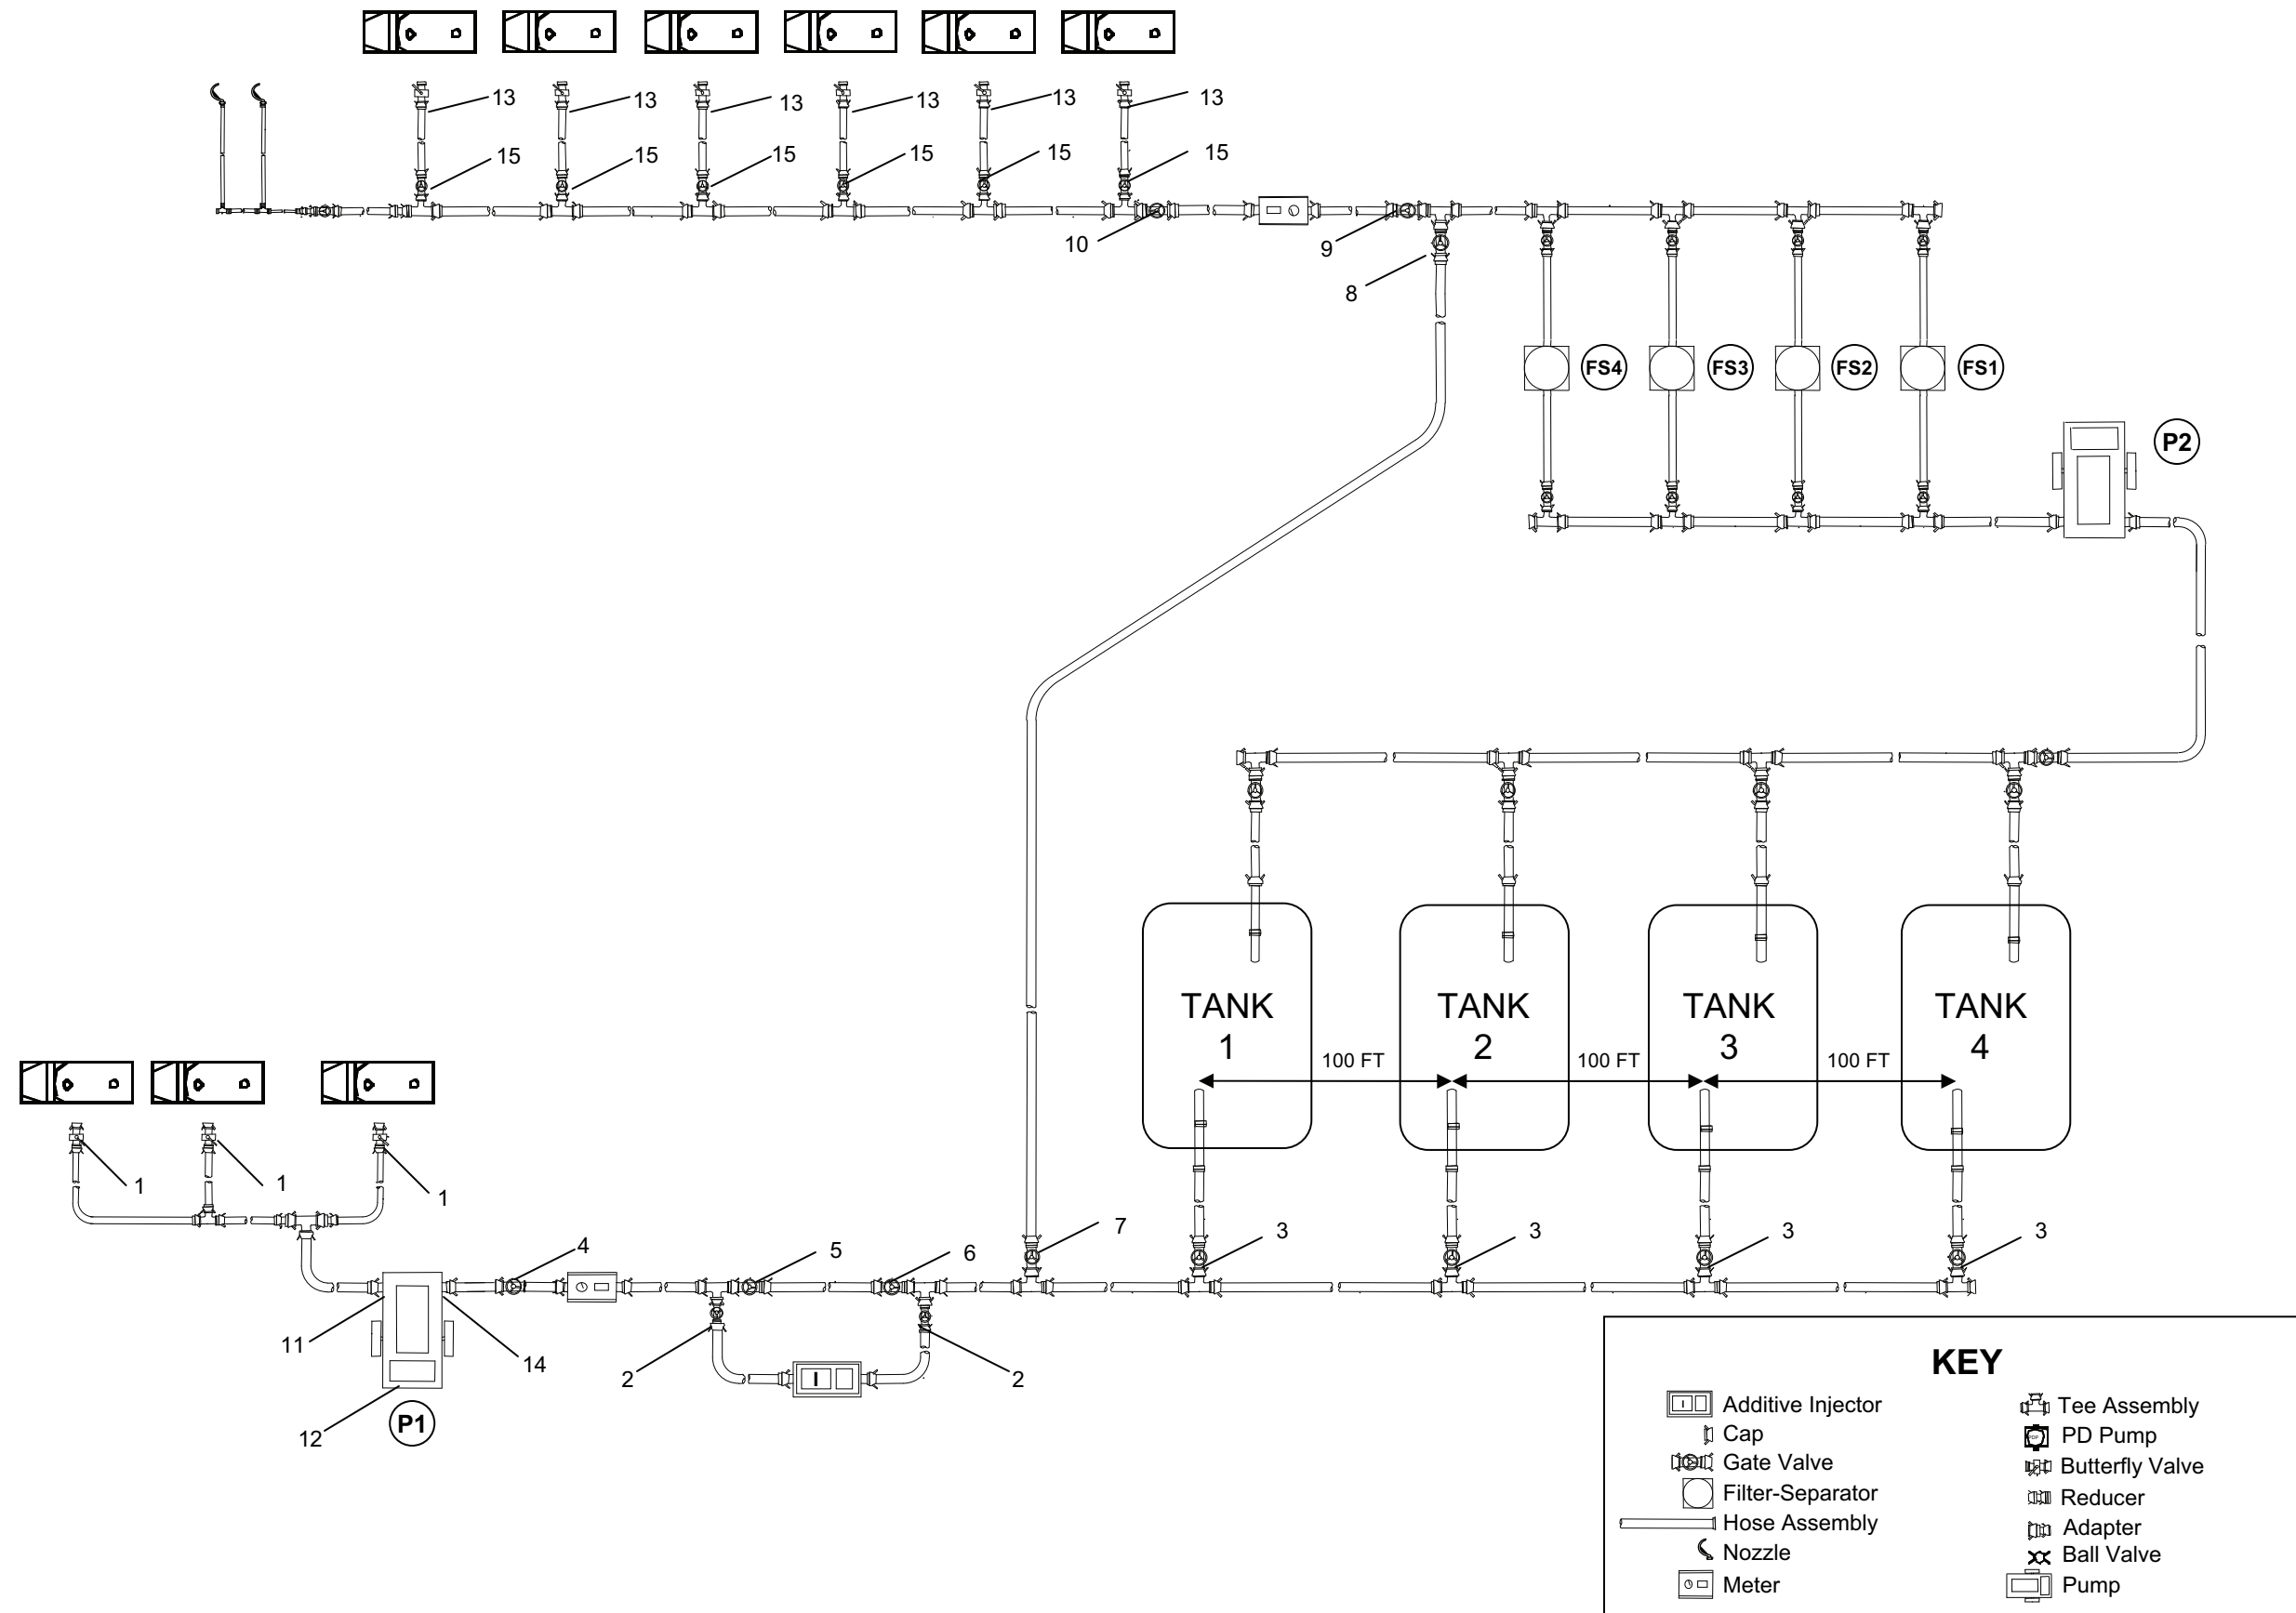 13 13 13 13 13 13
15 15 15 15 15 15
10 9
8
FS4 FS3 FS2 FS1
P2
TANK 1
TANK 2
TANK 3
TANK 4
100 FT 100 FT 100 FT
1 1 1
7 3 3 3 3
4 5 6
11 14 2 2
12 P1
KEY
Additive Injector
Cap
Gate Valve
Filter-Separator
Hose Assembly
Nozzle
Meter
Tee Assembly
PD Pump
Butterfly Valve
Reducer
Adapter
Ball Valve
Pump